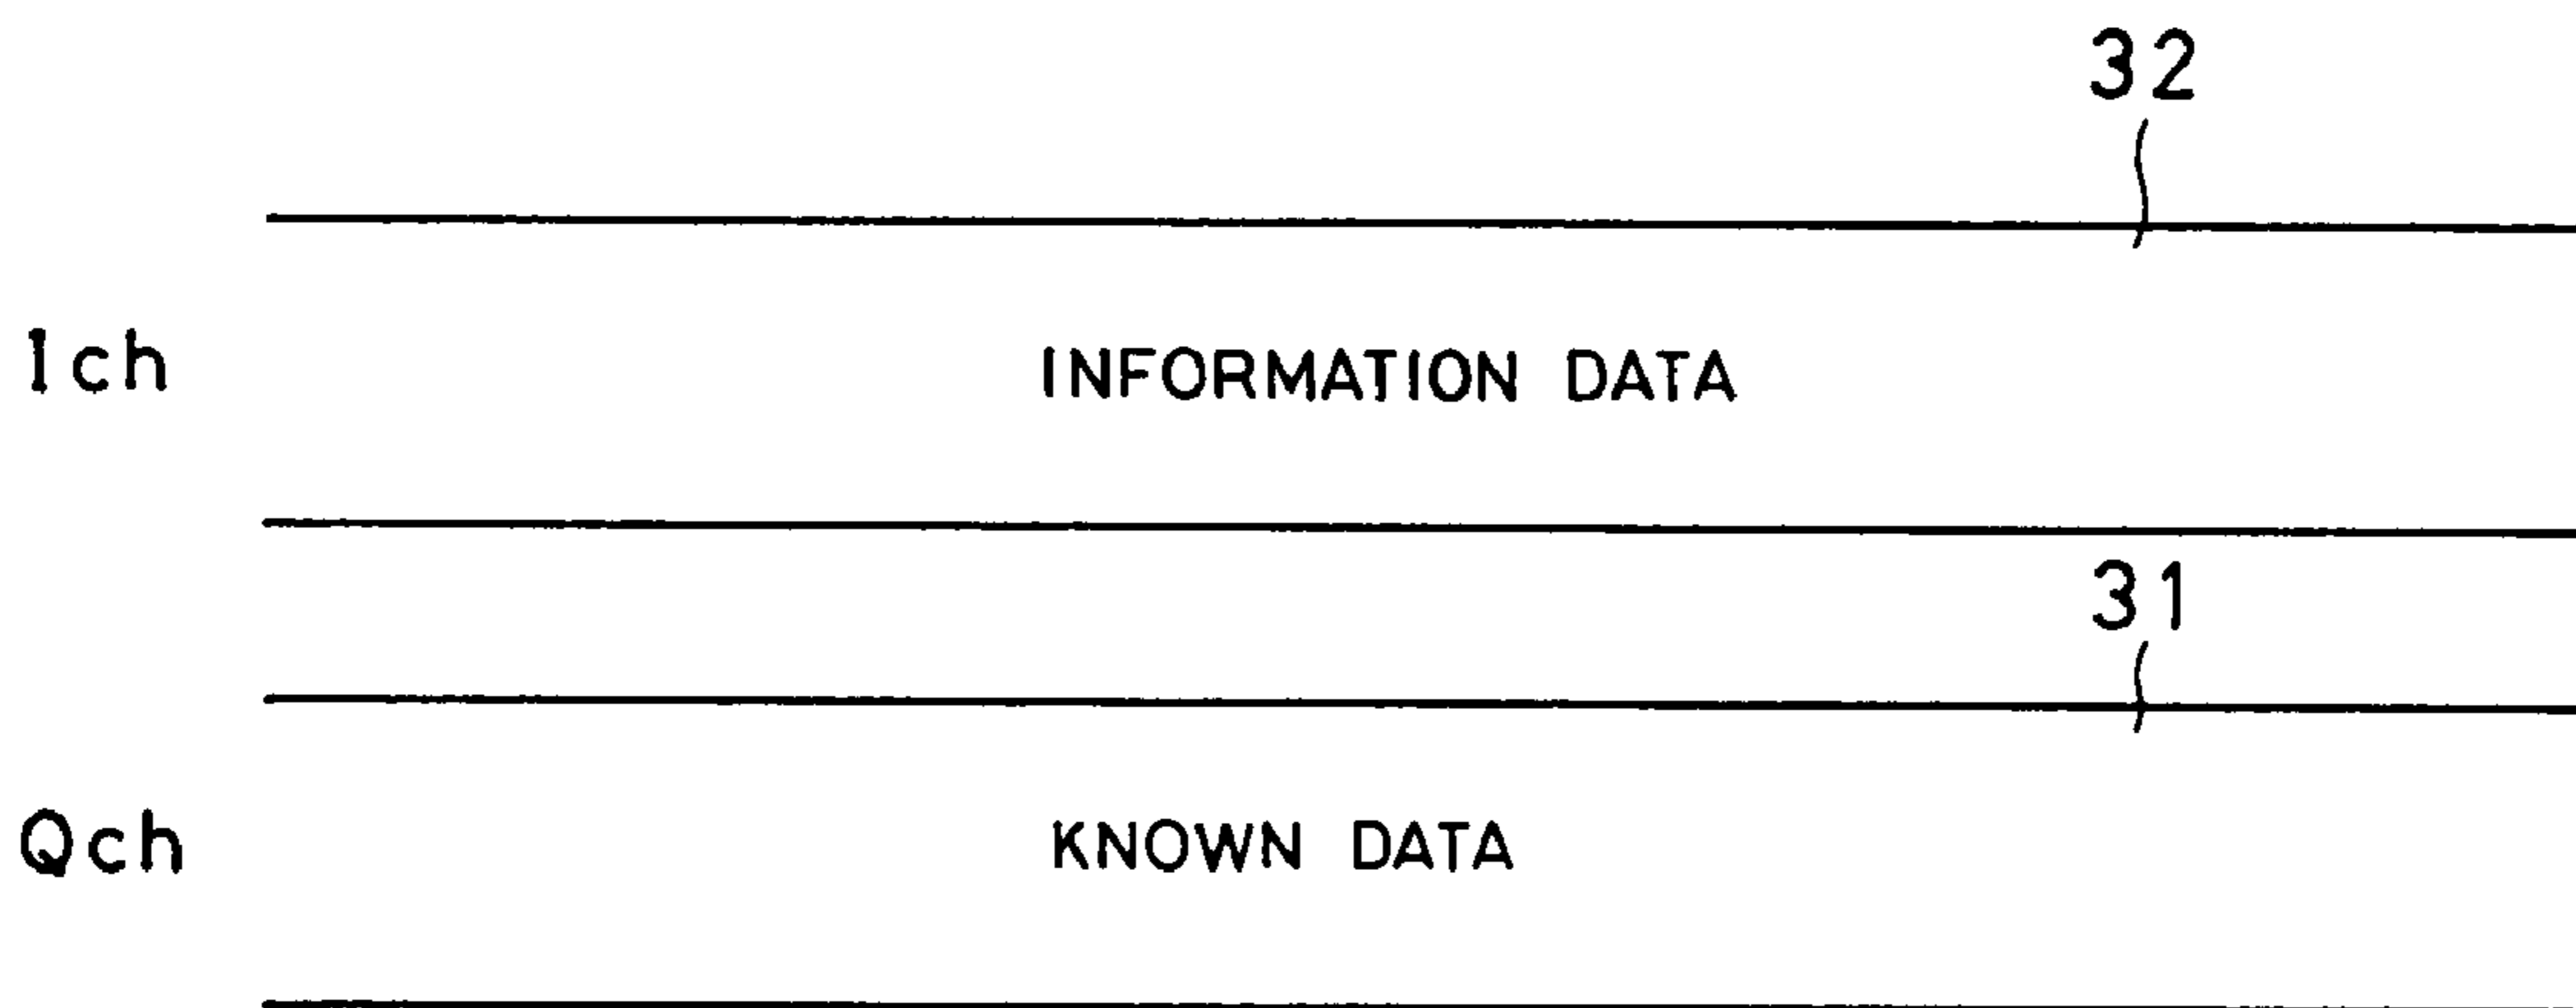 32
Ich
INFORMATION DATA
31
Qch
KNOWN DATA